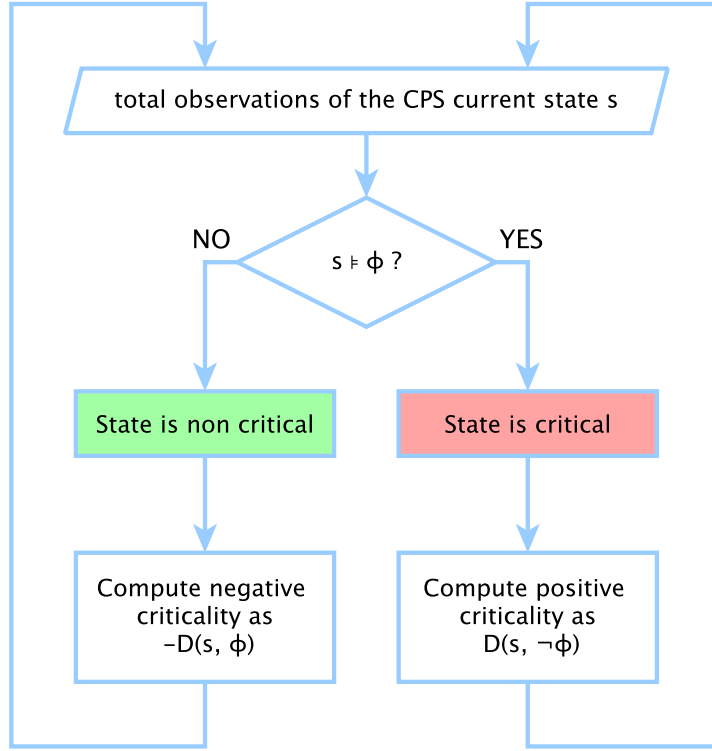 total observations of the CPS current state s
NO
YES
s ⊧ ϕ ?
State is non critical
State is critical
Compute negative
criticality as
−D(s, ϕ)
Compute positive
criticality as
D(s, ¬ϕ)